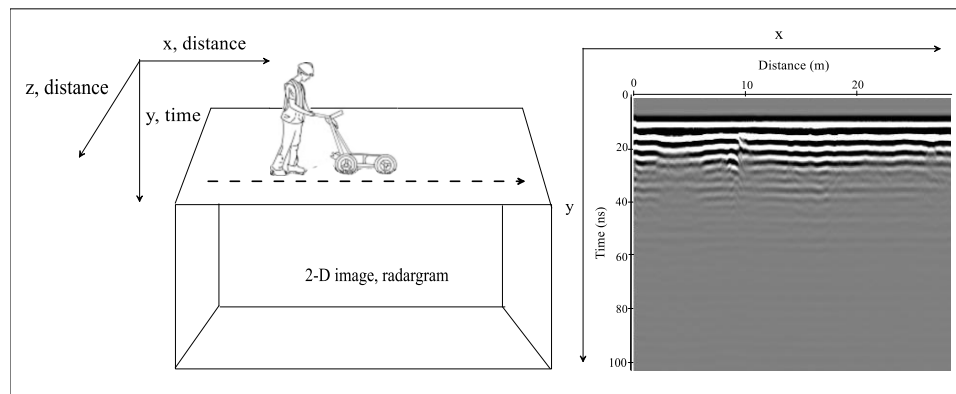 x, distance
z, distance
y, time
2-D image, radargram
x
Distance (m)
0
10
20
y
Time (ns)
0
20
40
60
80
100